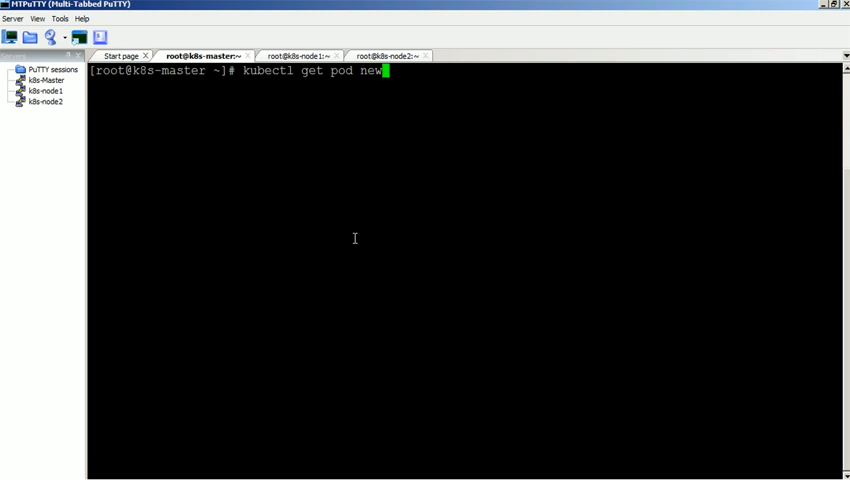 MTPuTTY (Multi-Tabbed PuTTY)
Server View Tools Help
Start page root@k8s-master:~ root@k8s-node1:~ root@k8s-node2:~
PuTTY sessions
k8s-Master
k8s-node1
k8s-node2
[root@k8s-master ~]# kubectl get pod new